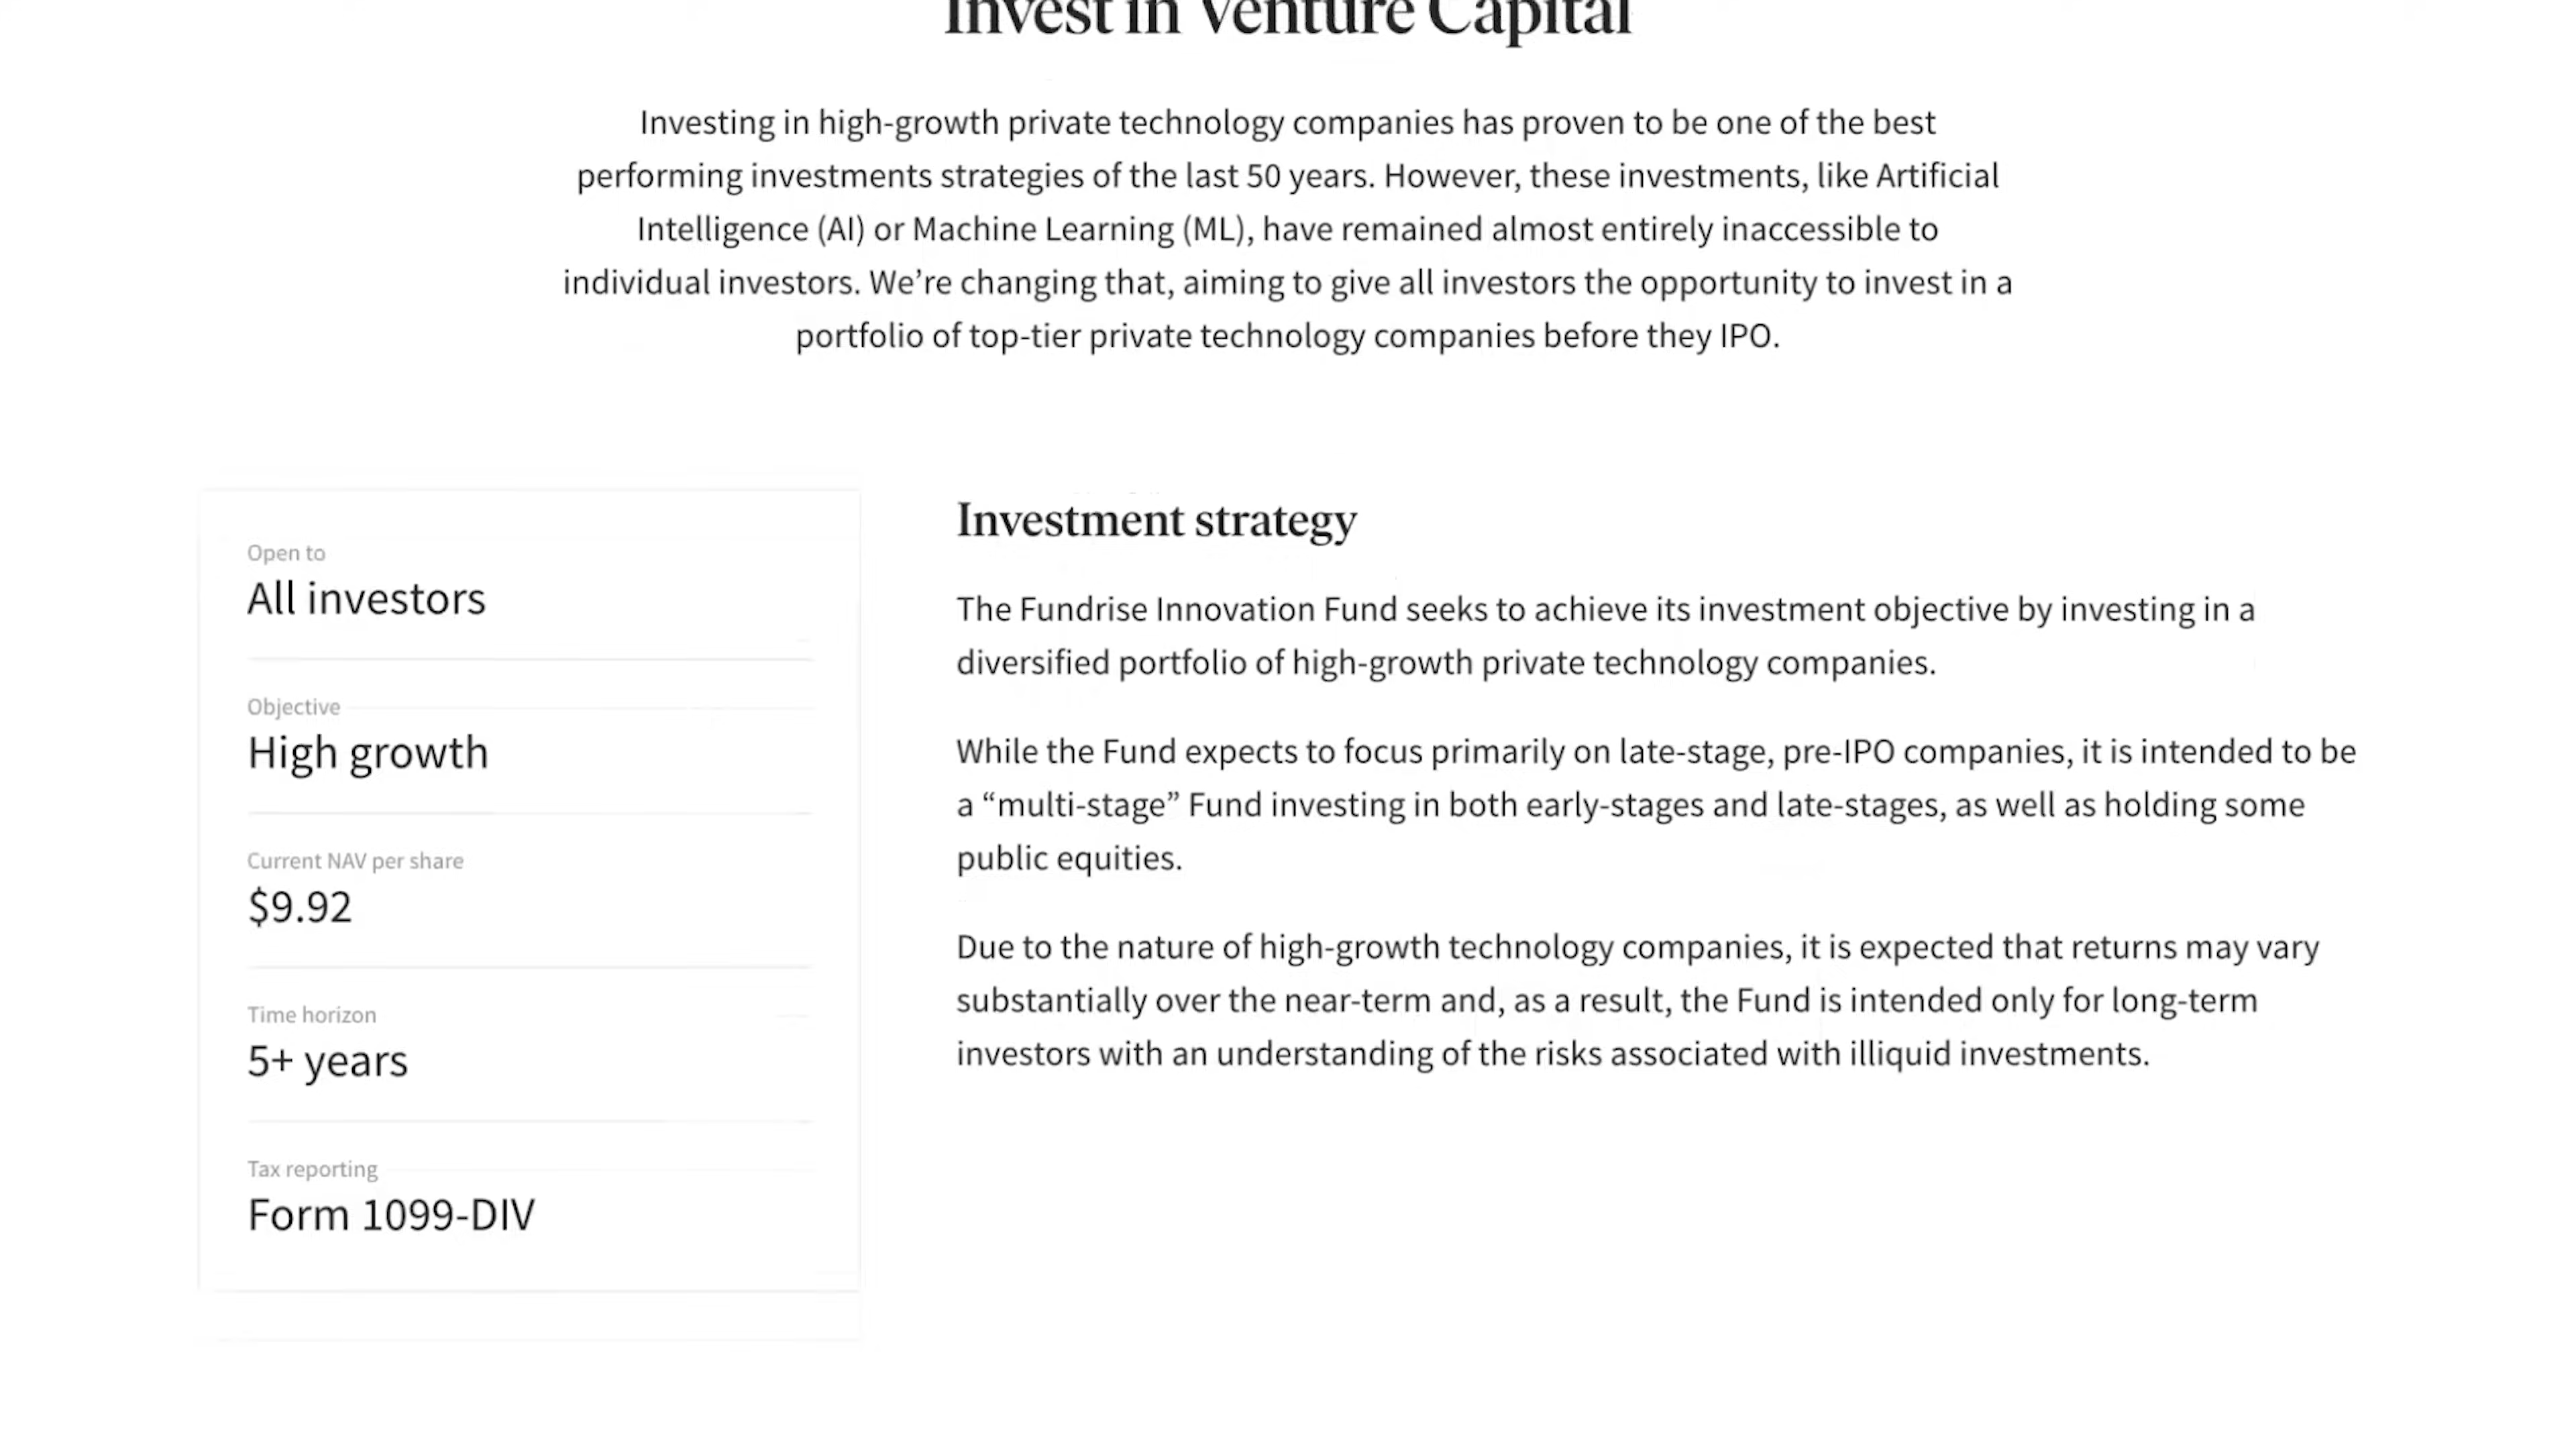 Invest in Venture Capital
Investing in high-growth private technology companies has proven to be one of the best
performing investments strategies of the last 50 years. However, these investments, like Artificial
Intelligence (AI) or Machine Learning (ML), have remained almost entirely inaccessible to
individual investors. We’re changing that, aiming to give all investors the opportunity to invest in a
portfolio of top-tier private technology companies before they IPO.
Open to
All investors
Objective
High growth
Current NAV per share
$9.92
Time horizon
5+ years
Tax reporting
Form 1099-DIV
Investment strategy
The Fundrise Innovation Fund seeks to achieve its investment objective by investing in a
diversified portfolio of high-growth private technology companies.
While the Fund expects to focus primarily on late-stage, pre-IPO companies, it is intended to be
a “multi-stage” Fund investing in both early-stages and late-stages, as well as holding some
public equities.
Due to the nature of high-growth technology companies, it is expected that returns may vary
substantially over the near-term and, as a result, the Fund is intended only for long-term
investors with an understanding of the risks associated with illiquid investments.